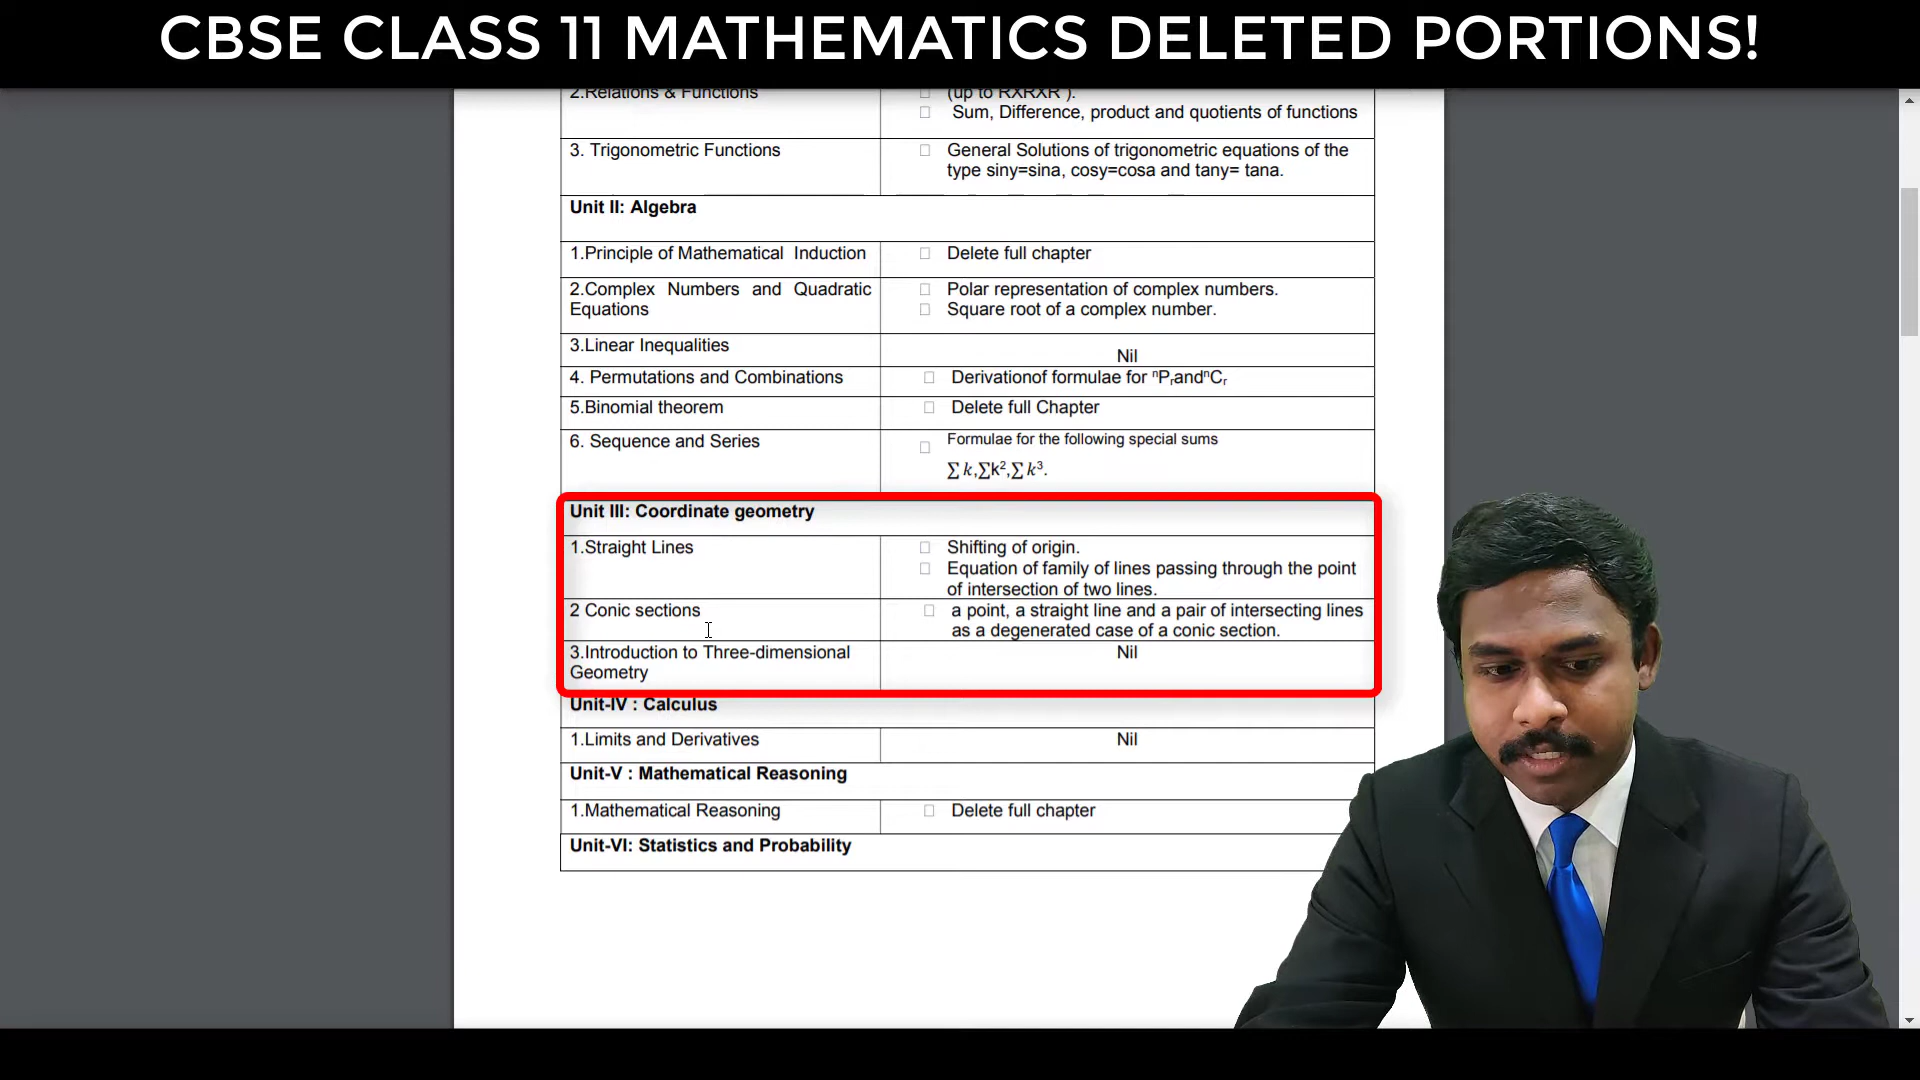 CBSE CLASS 11 MATHEMATICS DELETED PORTIONS!
2.Relations & Functions
(up to RXRXR ).
Sum, Difference, product and quotients of functions
3. Trigonometric Functions
General Solutions of trigonometric equations of the
type siny=sina, cosy=cosa and tany= tana.
Unit II: Algebra
1.Principle of Mathematical Induction
Delete full chapter
2.Complex Numbers and Quadratic
Equations
Polar representation of complex numbers.
Square root of a complex number.
3.Linear Inequalities
Nil
4. Permutations and Combinations
Derivationof formulae for ⁿPᵣandⁿCᵣ
5.Binomial theorem
Delete full Chapter
6. Sequence and Series
Formulae for the following special sums
∑ k,∑k²,∑ k³.
Unit III: Coordinate geometry
1.Straight Lines
Shifting of origin.
Equation of family of lines passing through the point
of intersection of two lines.
2 Conic sections
a point, a straight line and a pair of intersecting lines
as a degenerated case of a conic section.
3.Introduction to Three-dimensional
Geometry
Nil
Unit-IV : Calculus
1.Limits and Derivatives
Nil
Unit-V : Mathematical Reasoning
1.Mathematical Reasoning
Delete full chapter
Unit-VI: Statistics and Probability